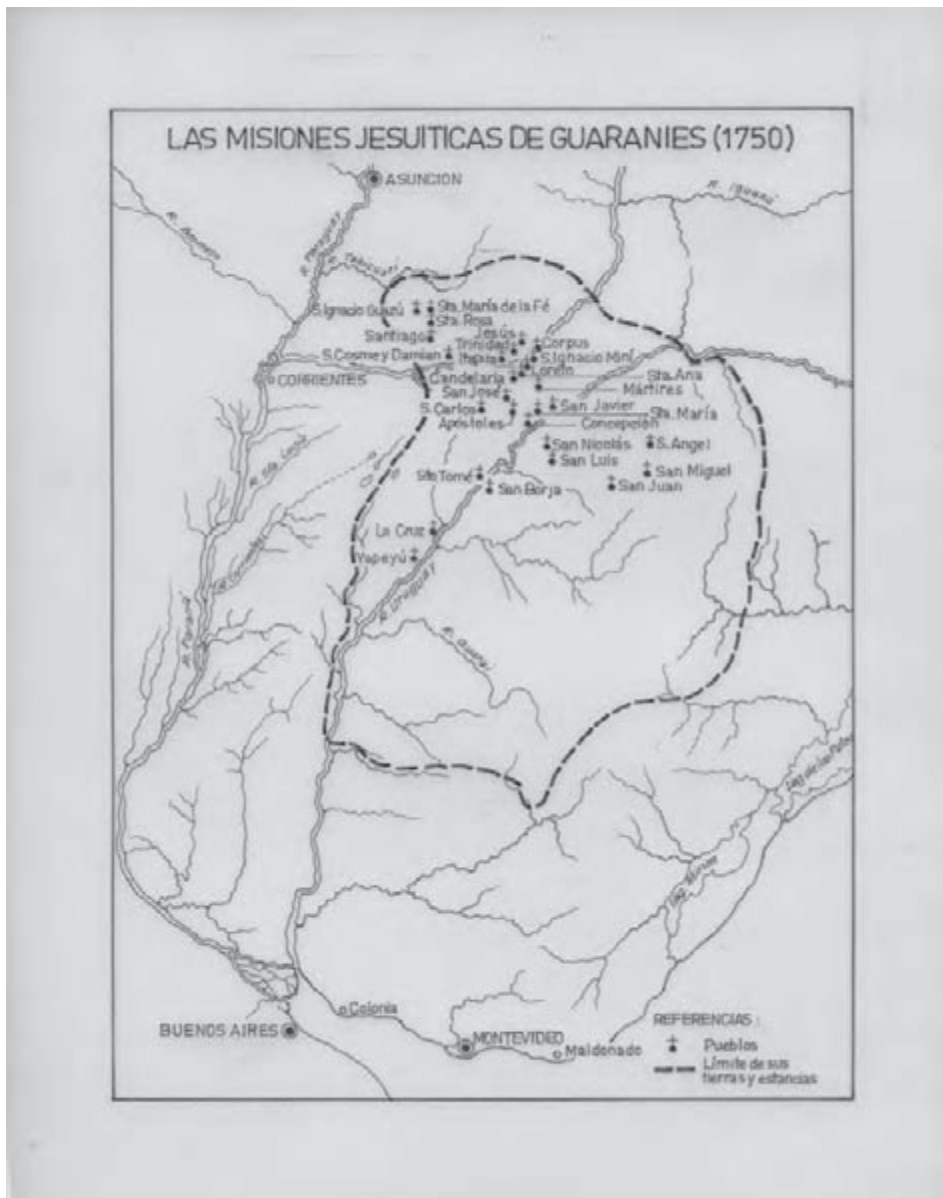 LAS MISIONES JESUITICAS DE GUARANIES (1750)
ASUNCION
R. Iguazú
R. Paraguay
R. Tebicuari
S. Ignacio Guazú
Sta. María de la Fé
Sta. Rosa
Santiago
Jesús
Trinidad
Corpus
S. Cosme y Damian
Itapúa
S. Ignacio Miní
Loreto
CORRIENTES
Candelaria
Sta. Ana
Mártires
San José
S. Carlos
San Javier
Sta. María
Apóstoles
Concepción
San Nicolás
S. Angel
San Luis
San Miguel
Sto Tomé
San Juan
San Borja
La Cruz
Yapeyú
R. Uruguay
R. Paraná
Colonia
BUENOS AIRES
MONTEVIDEO
Maldonado
REFERENCIAS :
Pueblos
Límite de sus
tierras y estancias